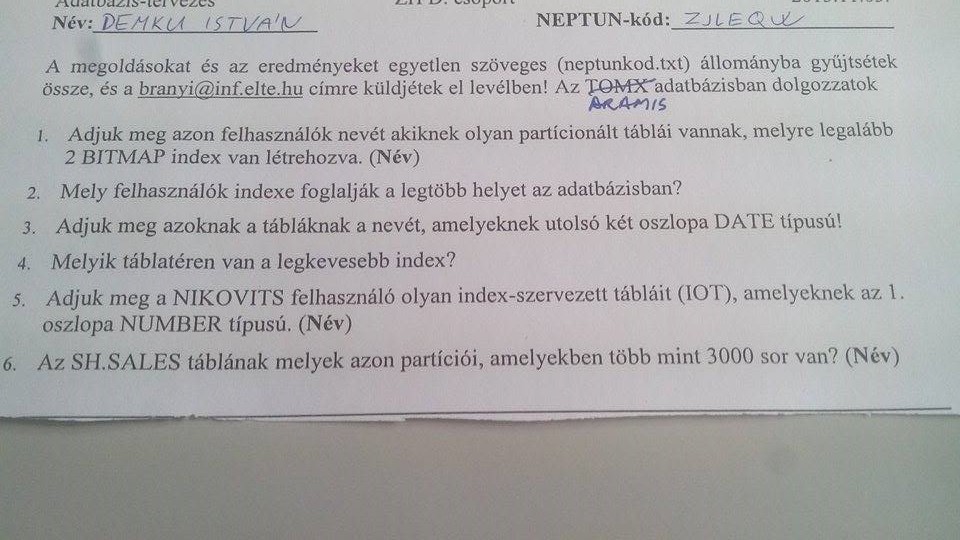 Adatbázis-tervezés ZH D. csoport
Név: DEMKU ISTVÁN NEPTUN-kód: ZJLEQW
A megoldásokat és az eredményeket egyetlen szöveges (neptunkod.txt) állományba gyűjtsétek
össze, és a branyi@inf.elte.hu címre küldjétek el levélben! Az TOMX adatbázisban dolgozzatok
ARAMIS
1. Adjuk meg azon felhasználók nevét akiknek olyan partícionált táblái vannak, melyre legalább
2 BITMAP index van létrehozva. (Név)
2. Mely felhasználók indexe foglalják a legtöbb helyet az adatbázisban?
3. Adjuk meg azoknak a tábláknak a nevét, amelyeknek utolsó két oszlopa DATE típusú!
4. Melyik táblatéren van a legkevesebb index?
5. Adjuk meg a NIKOVITS felhasználó olyan index-szervezett tábláit (IOT), amelyeknek az 1.
oszlopa NUMBER típusú. (Név)
6. Az SH.SALES táblának melyek azon partíciói, amelyekben több mint 3000 sor van? (Név)